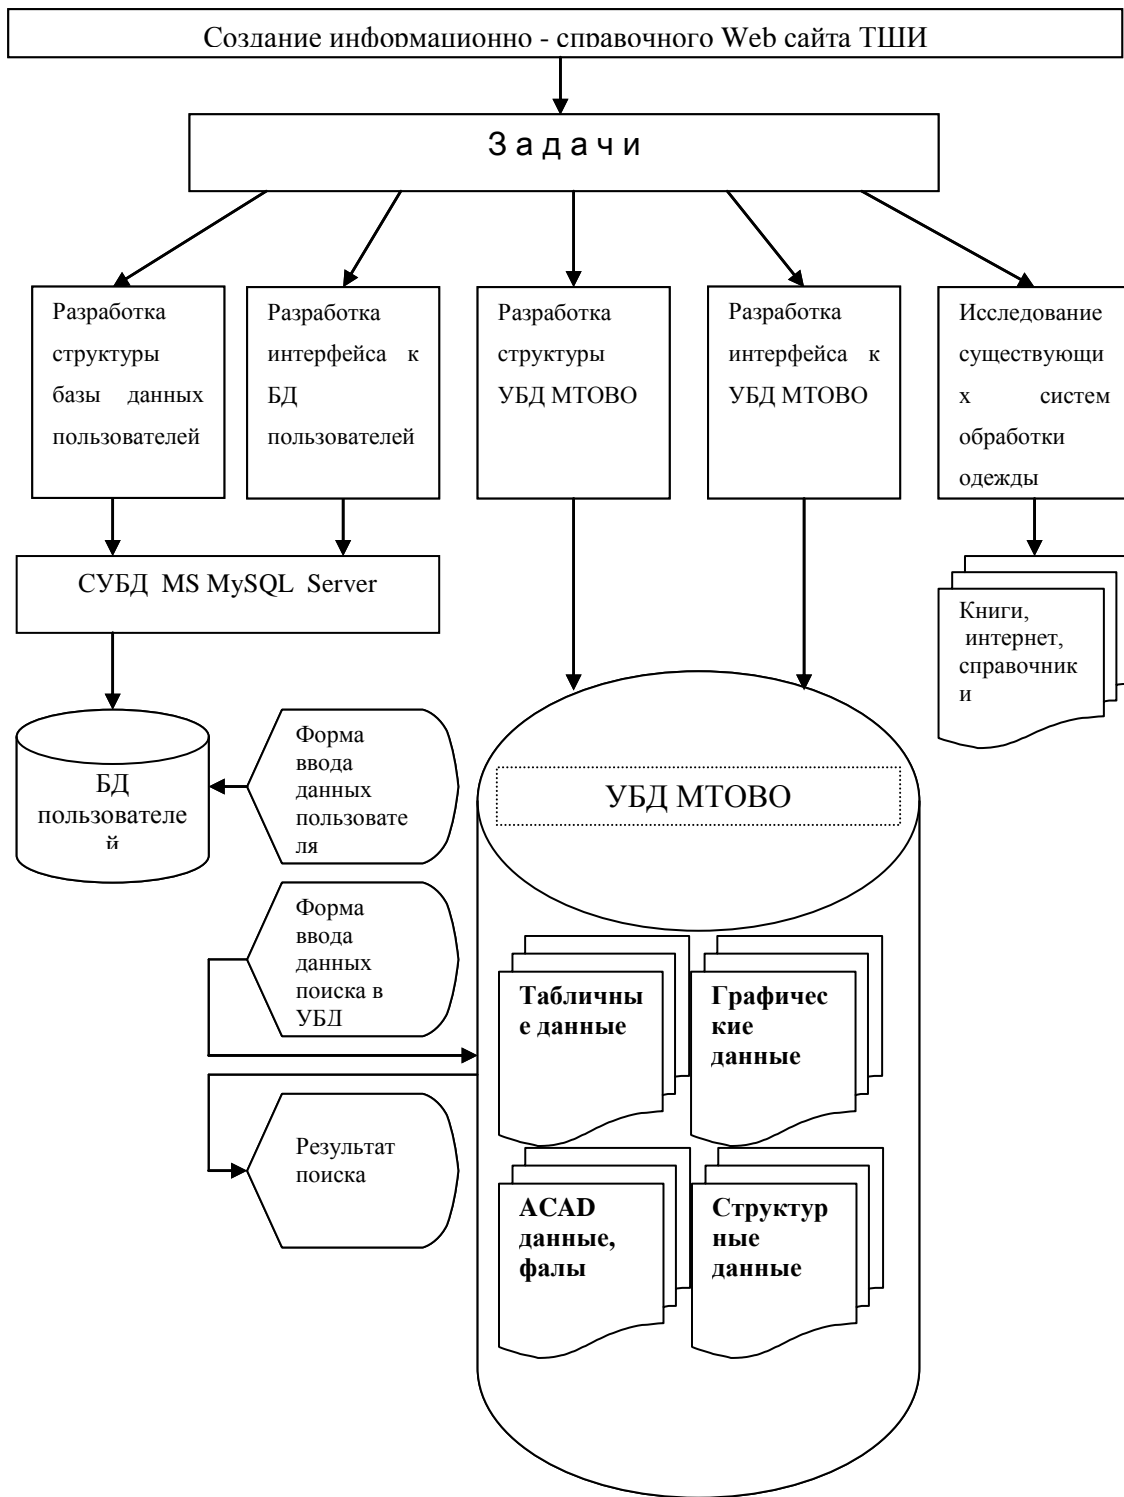 Создание информационно - справочного Web сайта ТШИ
З а д а ч и
Разработка
структуры
базы данных
пользователей
Разработка
интерфейса к
БД
пользователей
Разработка
структуры
УБД МТОВО
Разработка
интерфейса к
УБД МТОВО
Исследование
существующи
х систем
обработки
одежды
СУБД MS MySQL Server
Книги,
интернет,
справочник
и
БД
пользователе
й
Форма
ввода
данных
пользовате
ля
УБД МТОВО
Форма
ввода
данных
поиска в
УБД
Табличны
е данные
Графичес
кие
данные
Результат
поиска
ACAD
данные,
фалы
Структур
ные
данные